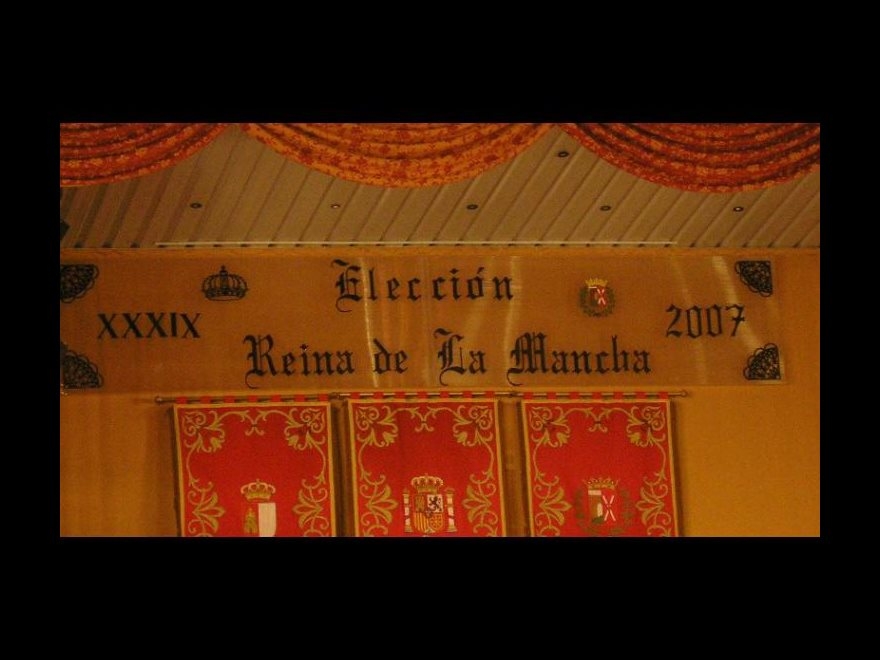 Elección
XXXIX
2007
Reina de La Mancha